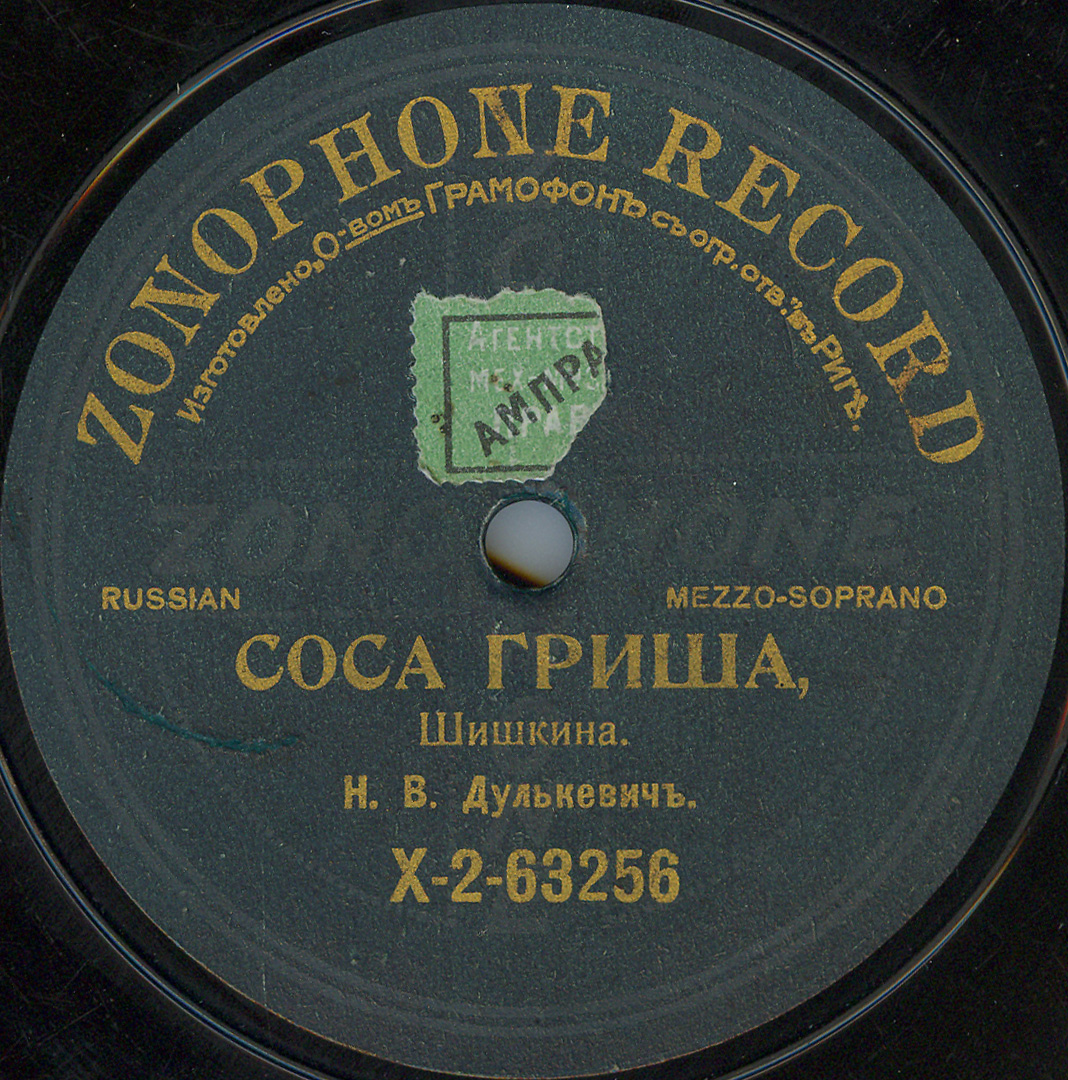 ZONOPHONE RECORD
Изготовлено „О-вомъ Грамофонъ съ огр. отв." въ Ригѣ.
АМПРА
ZONOPHONE
RUSSIAN
MEZZO-SOPRANO
СОСА ГРИША,
Шишкина.
Н. В. Дулькевичъ.
X-2-63256